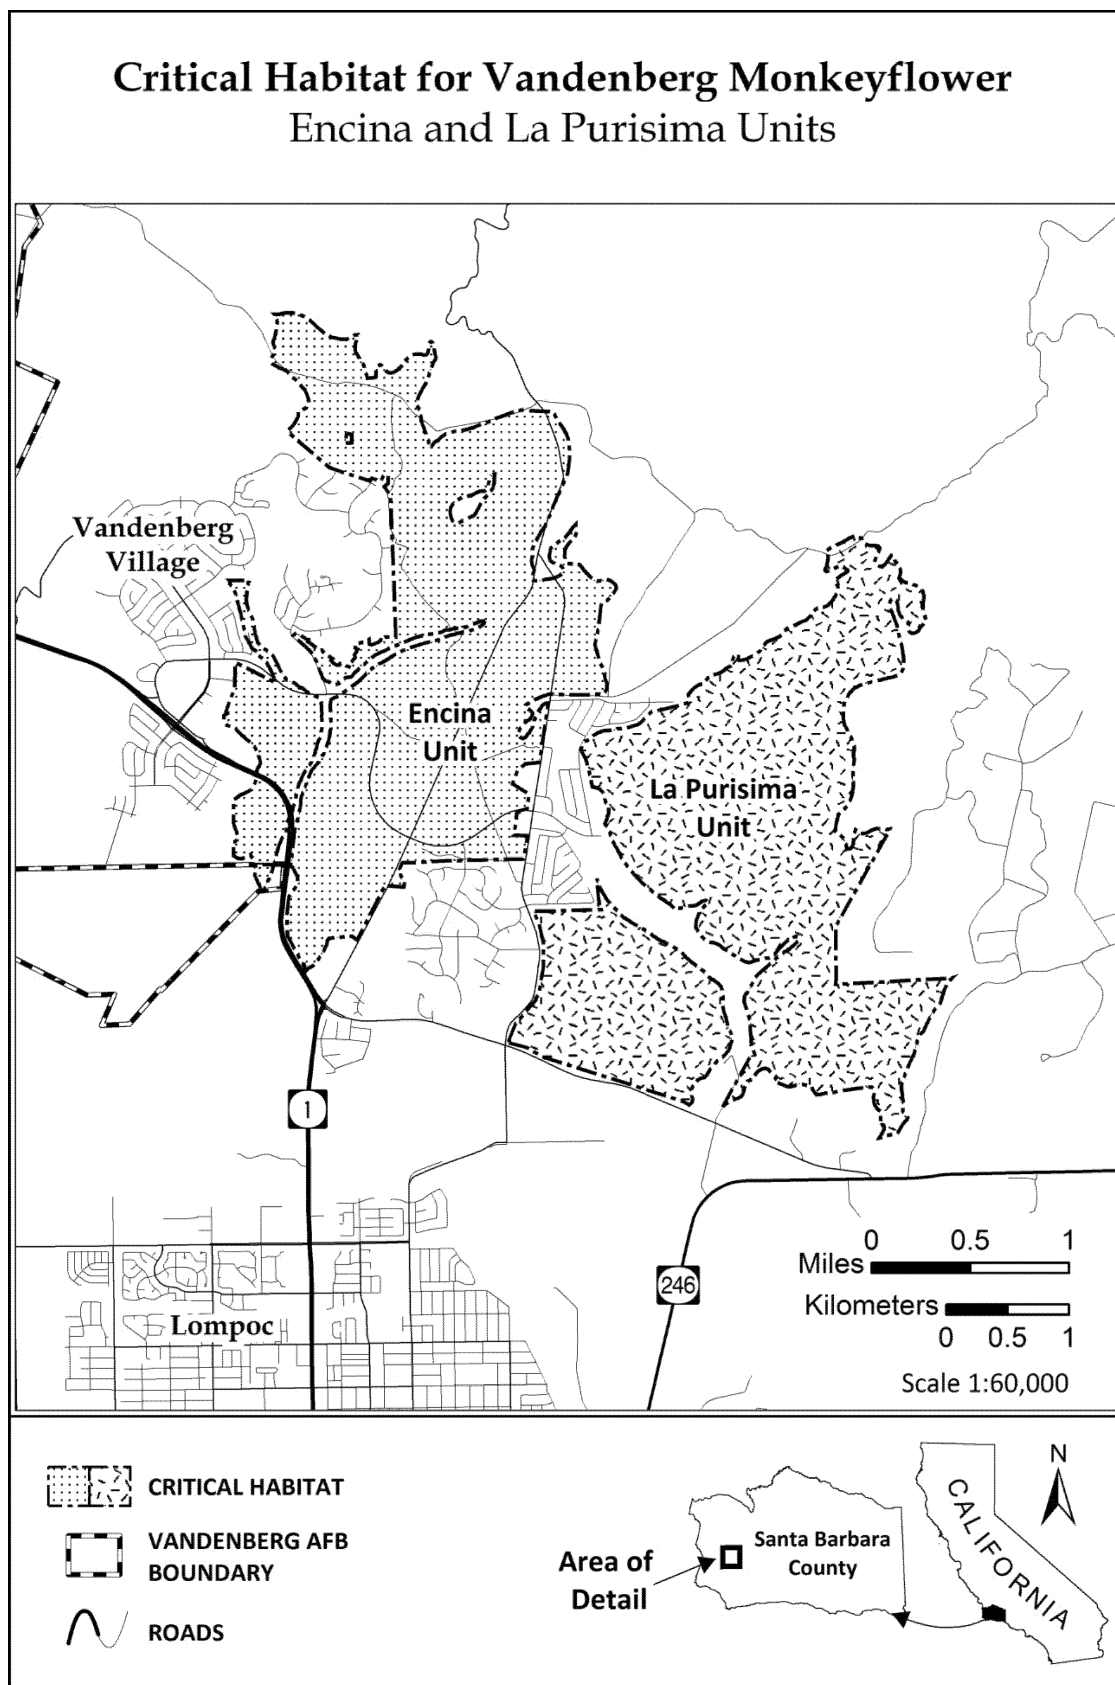 Critical Habitat for Vandenberg Monkeyflower
Encina and La Purisima Units
Vandenberg
Village
Encina
Unit
La Purisima
Unit
1
246
Lompoc
0 0.5 1
Miles
Kilometers
0 0.5 1
Scale 1:60,000
CRITICAL HABITAT
VANDENBERG AFB
BOUNDARY
ROADS
Area of
Detail
Santa Barbara
County
CALIFORNIA
N